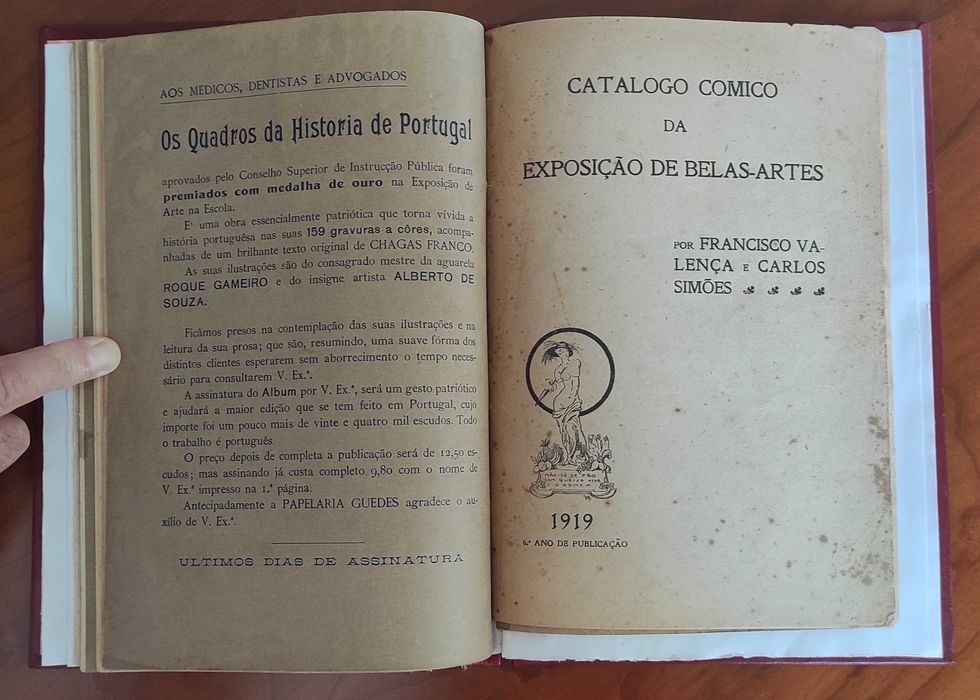 AOS MÉDICOS, DENTISTAS E ADVOGADOS
Os Quadros da Historia de Portugal
aprovados pelo Conselho Superior de Instrucção Pública foram
premiados com medalha de ouro na Exposição de
Arte na Escola.
E' uma obra essencialmente patriótica que torna vívida a
história portuguêsa nas suas 159 gravuras a côres, acompa-
nhadas de um brilhante texto original de CHAGAS FRANCO.
As suas ilustrações são do consagrado mestre da aguarela
ROQUE GAMEIRO e do insigne artista ALBERTO DE
SOUZA.
Ficâmos presos na contemplação das suas ilustrações e na
leitura da sua prosa; que são, resumindo, uma suave fórma dos
distintos clientes esperarem sem aborrecimento o tempo neces-
sário para consultarem V. Ex.ª.
A assinatura do Album por V. Ex.ª, será um gesto patriótico
e ajudará a maior edição que se tem feito em Portugal, cujo
importe foi um pouco mais de vinte e quatro mil escudos. Todo
o trabalho é português.
O preço depois de completa a publicação será de 12,50 es-
cudos; mas assinando já custa completo 9,80 com o nome de
V. Ex.ª impresso na 1.ª página.
Antecipadamente a PAPELARIA GUEDES agradece o au-
xílio de V. Ex.ª.
ULTIMOS DIAS DE ASSINATURA
CATALOGO COMICO
DA
EXPOSIÇÃO DE BELAS-ARTES
POR FRANCISCO VA-
LENÇA E CARLOS
SIMÕES
NÃO SÓ DE PÃO
COM QUEIJO VIVE
O HOMEM
1919
6.º ANO DE PUBLICAÇÃO